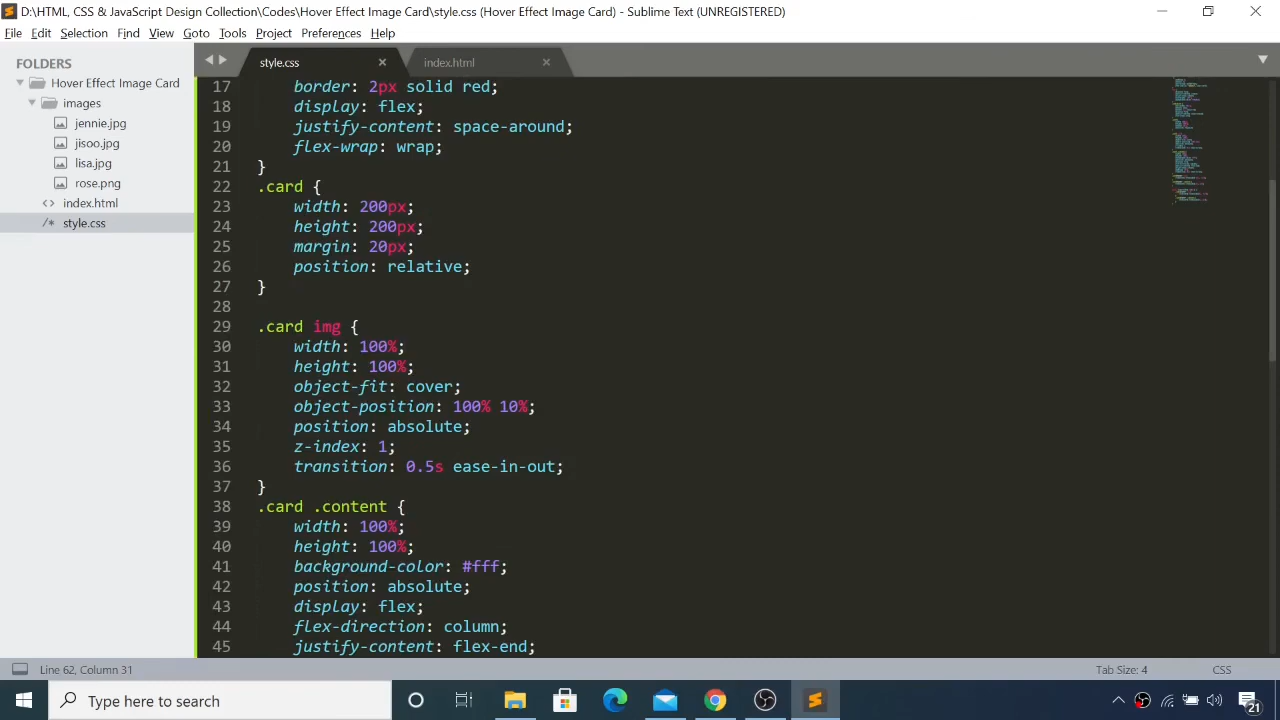 D:\HTML, CSS & JavaScript Design Collection\Codes\Hover Effect Image Card\style.css (Hover Effect Image Card) - Sublime Text (UNREGISTERED)
File Edit Selection Find View Goto Tools Project Preferences Help
FOLDERS
Hover Effect Image Card
images
jennie.jpg
jisoo.jpg
lisa.jpg
rose.png
<> index.html
/* style.css
style.css × index.html ×
17 border: 2px solid red;
18 display: flex;
19 justify-content: space-around;
20 flex-wrap: wrap;
21 }
22 .card {
23 width: 200px;
24 height: 200px;
25 margin: 20px;
26 position: relative;
27 }
28
29 .card img {
30 width: 100%;
31 height: 100%;
32 object-fit: cover;
33 object-position: 100% 10%;
34 position: absolute;
35 z-index: 1;
36 transition: 0.5s ease-in-out;
37 }
38 .card .content {
39 width: 100%;
40 height: 100%;
41 background-color: #fff;
42 position: absolute;
43 display: flex;
44 flex-direction: column;
45 justify-content: flex-end;
Line 62, Column 31 Tab Size: 4 CSS
Type here to search 21